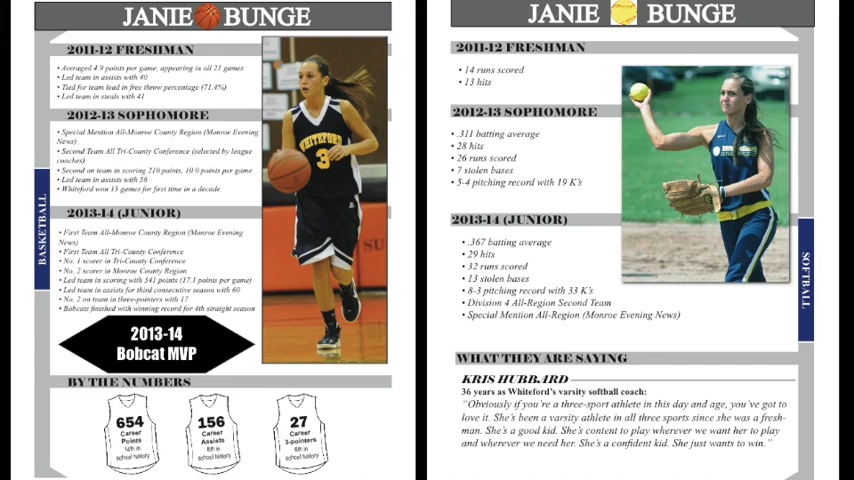 JANIE BUNGE
2011-12 FRESHMAN
• Averaged 4.9 points per game, appearing in all 21 games
• Led team in assists with 40
• Tied for team lead in free throw percentage (71.4%)
• Led team in steals with 41
2012-13 SOPHOMORE
• Special Mention All-Monroe County Region (Monroe Evening
News)
• Second Team All Tri-County Conference (selected by league
coaches)
• Second on team in scoring 210 points, 10.0 points per game
• Led team in assists with 56
• Whiteford won 13 games for first time in a decade
2013-14 (JUNIOR)
• First Team All-Monroe County Region (Monroe Evening
News)
• First Team All Tri-County Conference
• No. 1 scorer in Tri-County Conference
• No. 2 scorer in Monroe County Region
• Led team in scoring with 341 points (17.1 points per game)
• Led team in assists for third consecutive season with 60
• No. 2 on team in three-pointers with 17
• Bobcats finished with winning record for 4th straight season
BASKETBALL
WHITEFORD
3
SU
2013-14
Bobcat MVP
BY THE NUMBERS
654
Career
Points
14th in
school history
156
Career
Assists
8th in
school history
27
Career
3-pointers
6th in
school history
JANIE BUNGE
2011-12 FRESHMAN
• 14 runs scored
• 13 hits
2012-13 SOPHOMORE
• .311 batting average
• 28 hits
• 26 runs scored
• 7 stolen bases
• 5-4 pitching record with 19 K's
2013-14 (JUNIOR)
• .367 batting average
• 29 hits
• 32 runs scored
• 13 stolen bases
• 8-3 pitching record with 33 K's
• Division 4 All-Region Second Team
• Special Mention All-Region (Monroe Evening News)
SOFTBALL
WHAT THEY ARE SAYING
KRIS HUBBARD
36 years as Whiteford's varsity softball coach:
"Obviously if you're a three-sport athlete in this day and age, you've got to
love it. She's been a varsity athlete in all three sports since she was a fresh-
man. She's a good kid. She's content to play wherever we want her to play
and wherever we need her. She's a confident kid. She just wants to win."